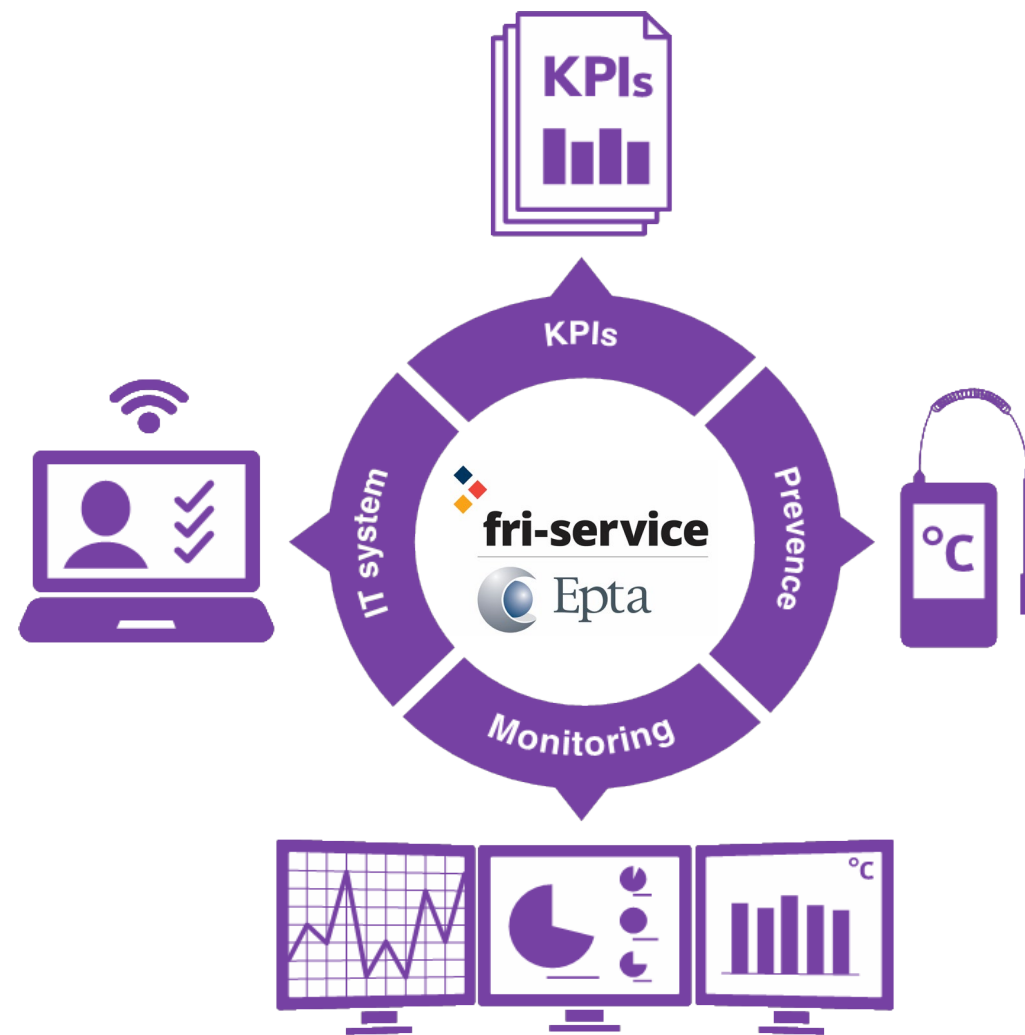 KPIs
KPIs
IT system
Prevence
fri-service
Epta
°C
Monitoring
°C